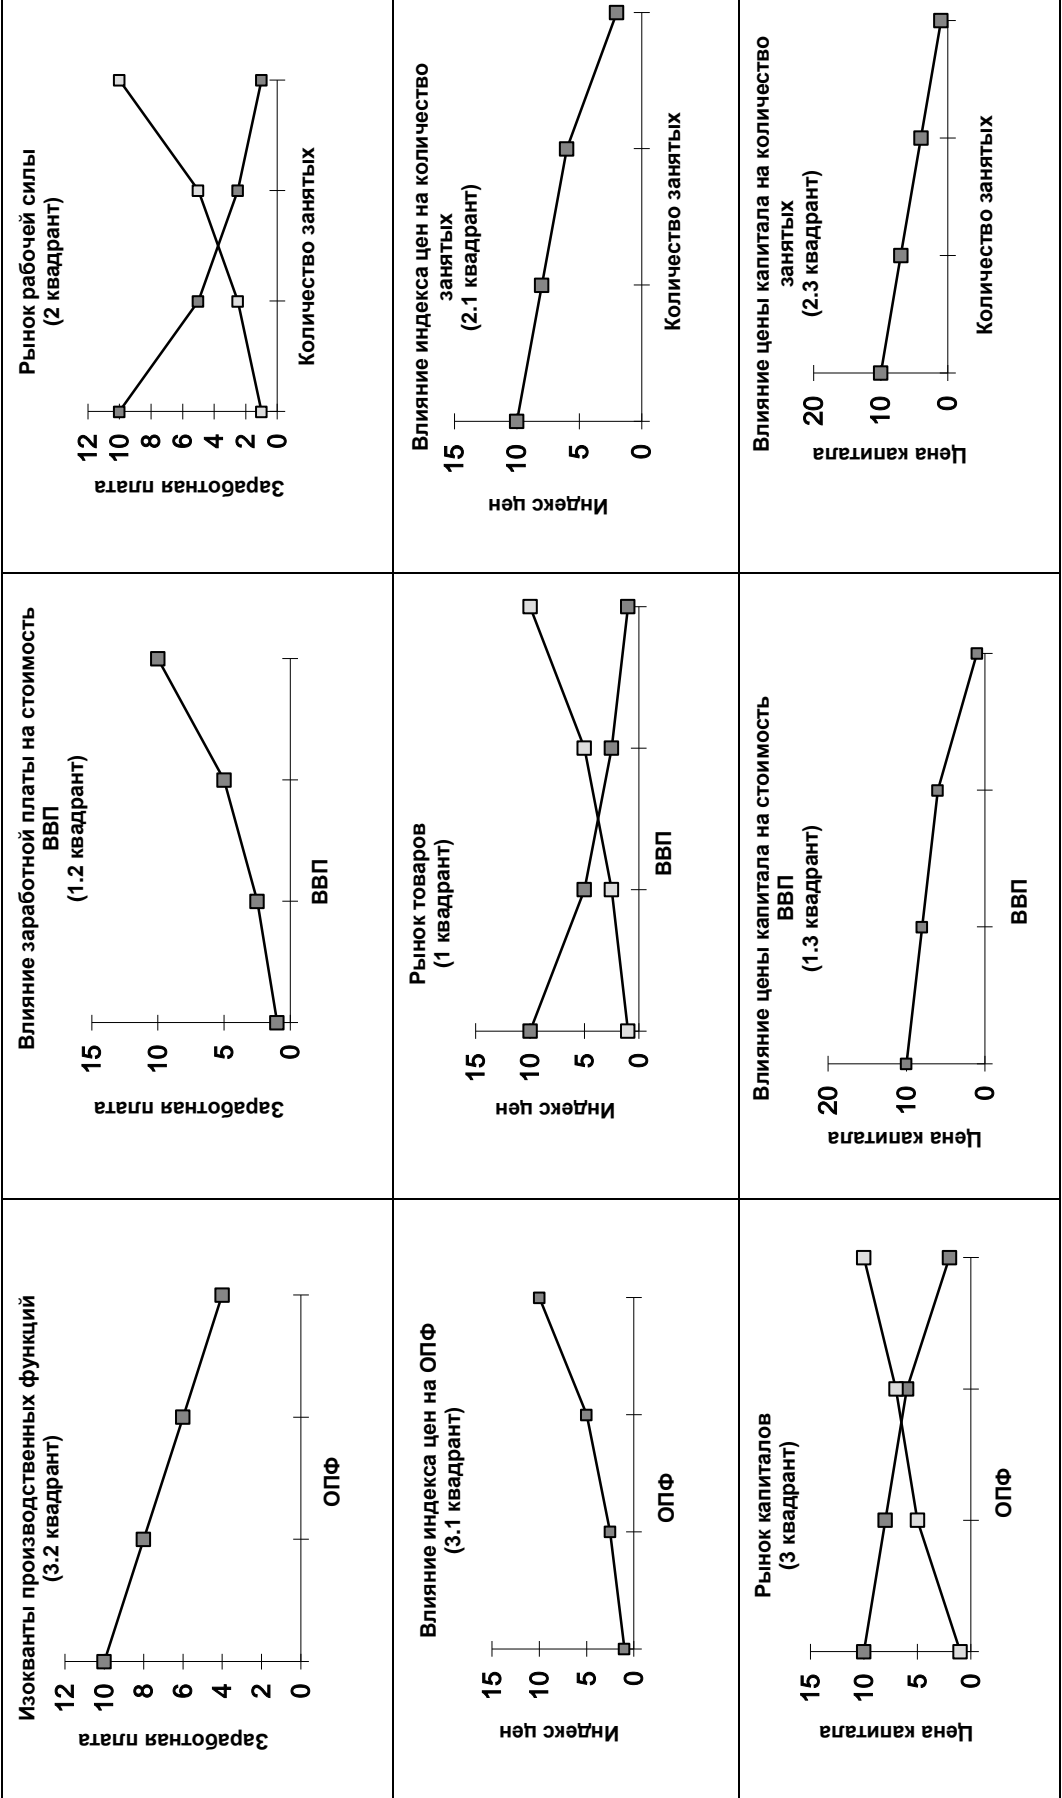 Изокванты производственных функций
(3.2 квадрант)
Заработная плата
12
10
8
6
4
2
0
ОПФ
Влияние заработной платы на стоимость
ВВП
(1.2 квадрант)
Заработная плата
15
10
5
0
ВВП
Рынок рабочей силы
(2 квадрант)
Заработная плата
12
10
8
6
4
2
0
Количество занятых
Влияние индекса цен на ОПФ
(3.1 квадрант)
Индекс цен
15
10
5
0
ОПФ
Рынок товаров
(1 квадрант)
Индекс цен
15
10
5
0
ВВП
Влияние индекса цен на количество
занятых
(2.1 квадрант)
Индекс цен
15
10
5
0
Количество занятых
Рынок капиталов
(3 квадрант)
Цена капитала
15
10
5
0
ОПФ
Влияние цены капитала на стоимость
ВВП
(1.3 квадрант)
Цена капитала
20
10
0
ВВП
Влияние цены капитала на количество
занятых
(2.3 квадрант)
Цена капитала
20
10
0
Количество занятых